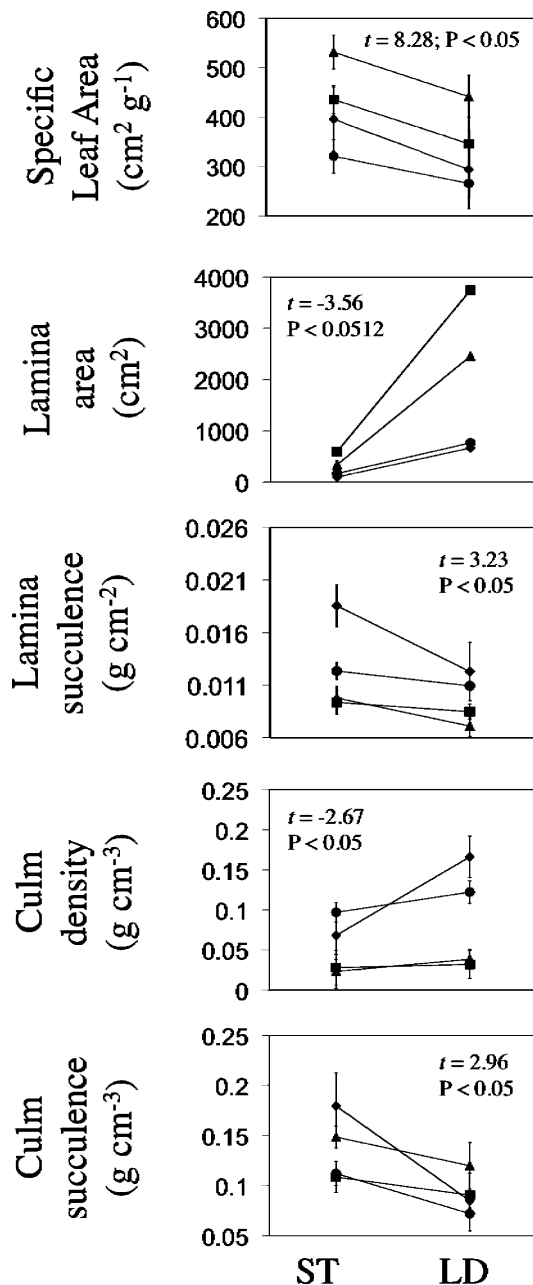 Specific
Leaf Area
(cm² g⁻¹)
600
500
400
300
200
t = 8.28; P < 0.05
Lamina
area
(cm²)
4000
3000
2000
1000
0
t = -3.56
P < 0.0512
Lamina
succulence
(g cm⁻²)
0.026
0.021
0.016
0.011
0.006
t = 3.23
P < 0.05
Culm
density
(g cm⁻³)
0.25
0.2
0.15
0.1
0.05
0
t = -2.67
P < 0.05
Culm
succulence
(g cm⁻³)
0.25
0.2
0.15
0.1
0.05
t = 2.96
P < 0.05
ST LD